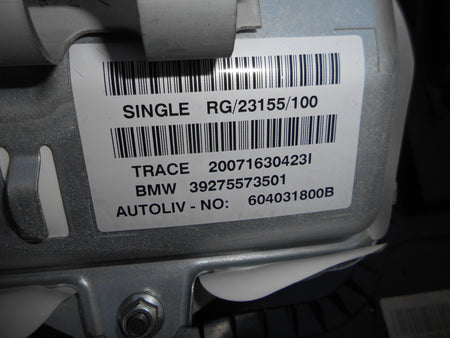 SINGLE RG/23155/100
TRACE 20071630423I
BMW 39275573501
AUTOLIV - NO: 604031800B